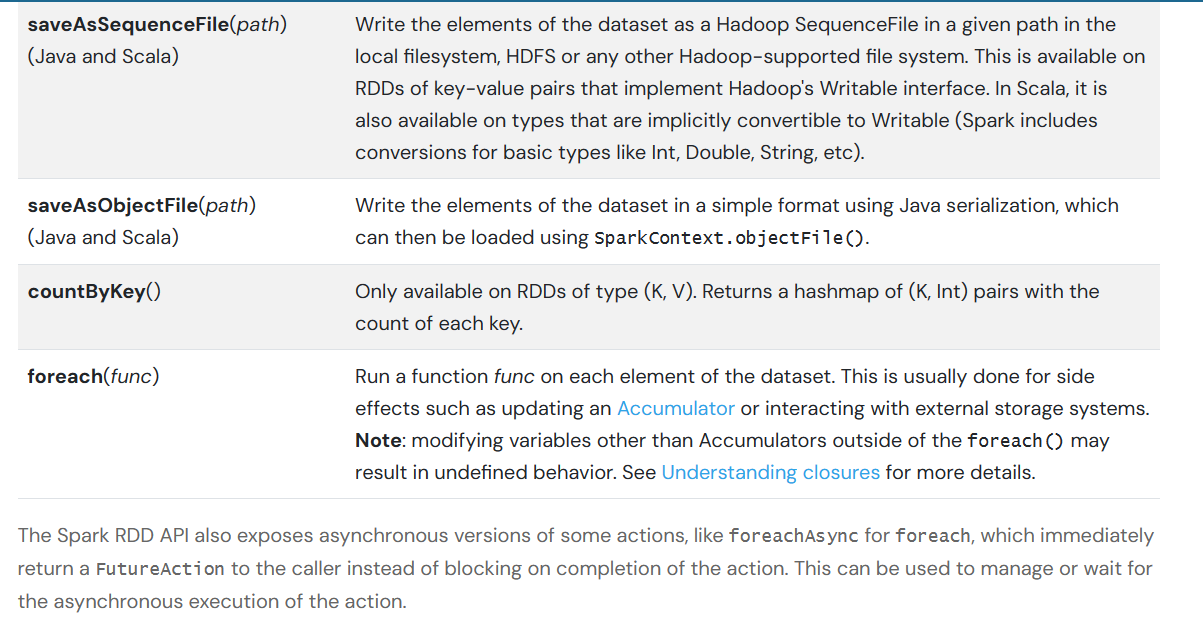 saveAsSequenceFile(path)
(Java and Scala)
Write the elements of the dataset as a Hadoop SequenceFile in a given path in the
local filesystem, HDFS or any other Hadoop-supported file system. This is available on
RDDs of key-value pairs that implement Hadoop's Writable interface. In Scala, it is
also available on types that are implicitly convertible to Writable (Spark includes
conversions for basic types like Int, Double, String, etc).
saveAsObjectFile(path)
(Java and Scala)
Write the elements of the dataset in a simple format using Java serialization, which
can then be loaded using SparkContext.objectFile().
countByKey()
Only available on RDDs of type (K, V). Returns a hashmap of (K, Int) pairs with the
count of each key.
foreach(func)
Run a function func on each element of the dataset. This is usually done for side
effects such as updating an Accumulator or interacting with external storage systems.
Note: modifying variables other than Accumulators outside of the foreach() may
result in undefined behavior. See Understanding closures for more details.
The Spark RDD API also exposes asynchronous versions of some actions, like foreachAsync for foreach, which immediately
return a FutureAction to the caller instead of blocking on completion of the action. This can be used to manage or wait for
the asynchronous execution of the action.